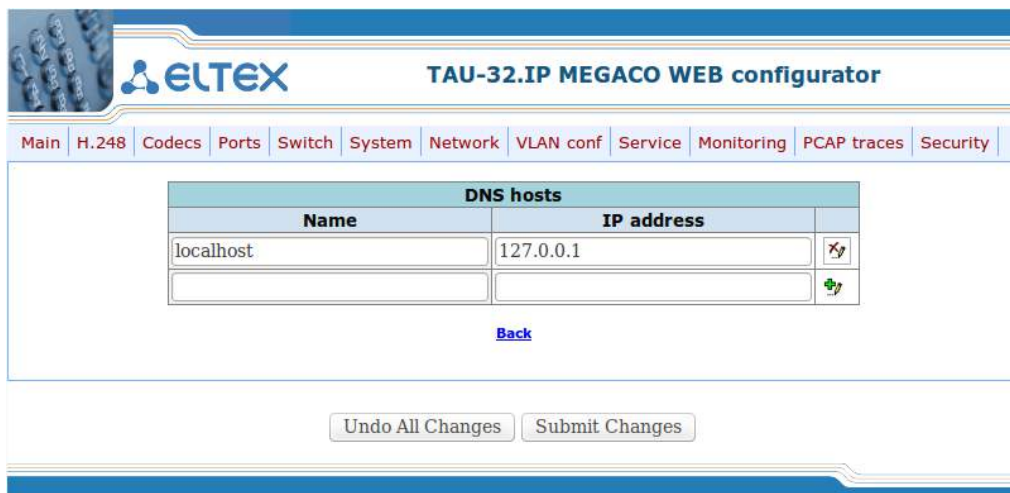 ELTEX
TAU-32.IP MEGACO WEB configurator
Main H.248 Codecs Ports Switch System Network VLAN conf Service Monitoring PCAP traces Security
DNS hosts
Name IP address
localhost 127.0.0.1
Back
Undo All Changes Submit Changes